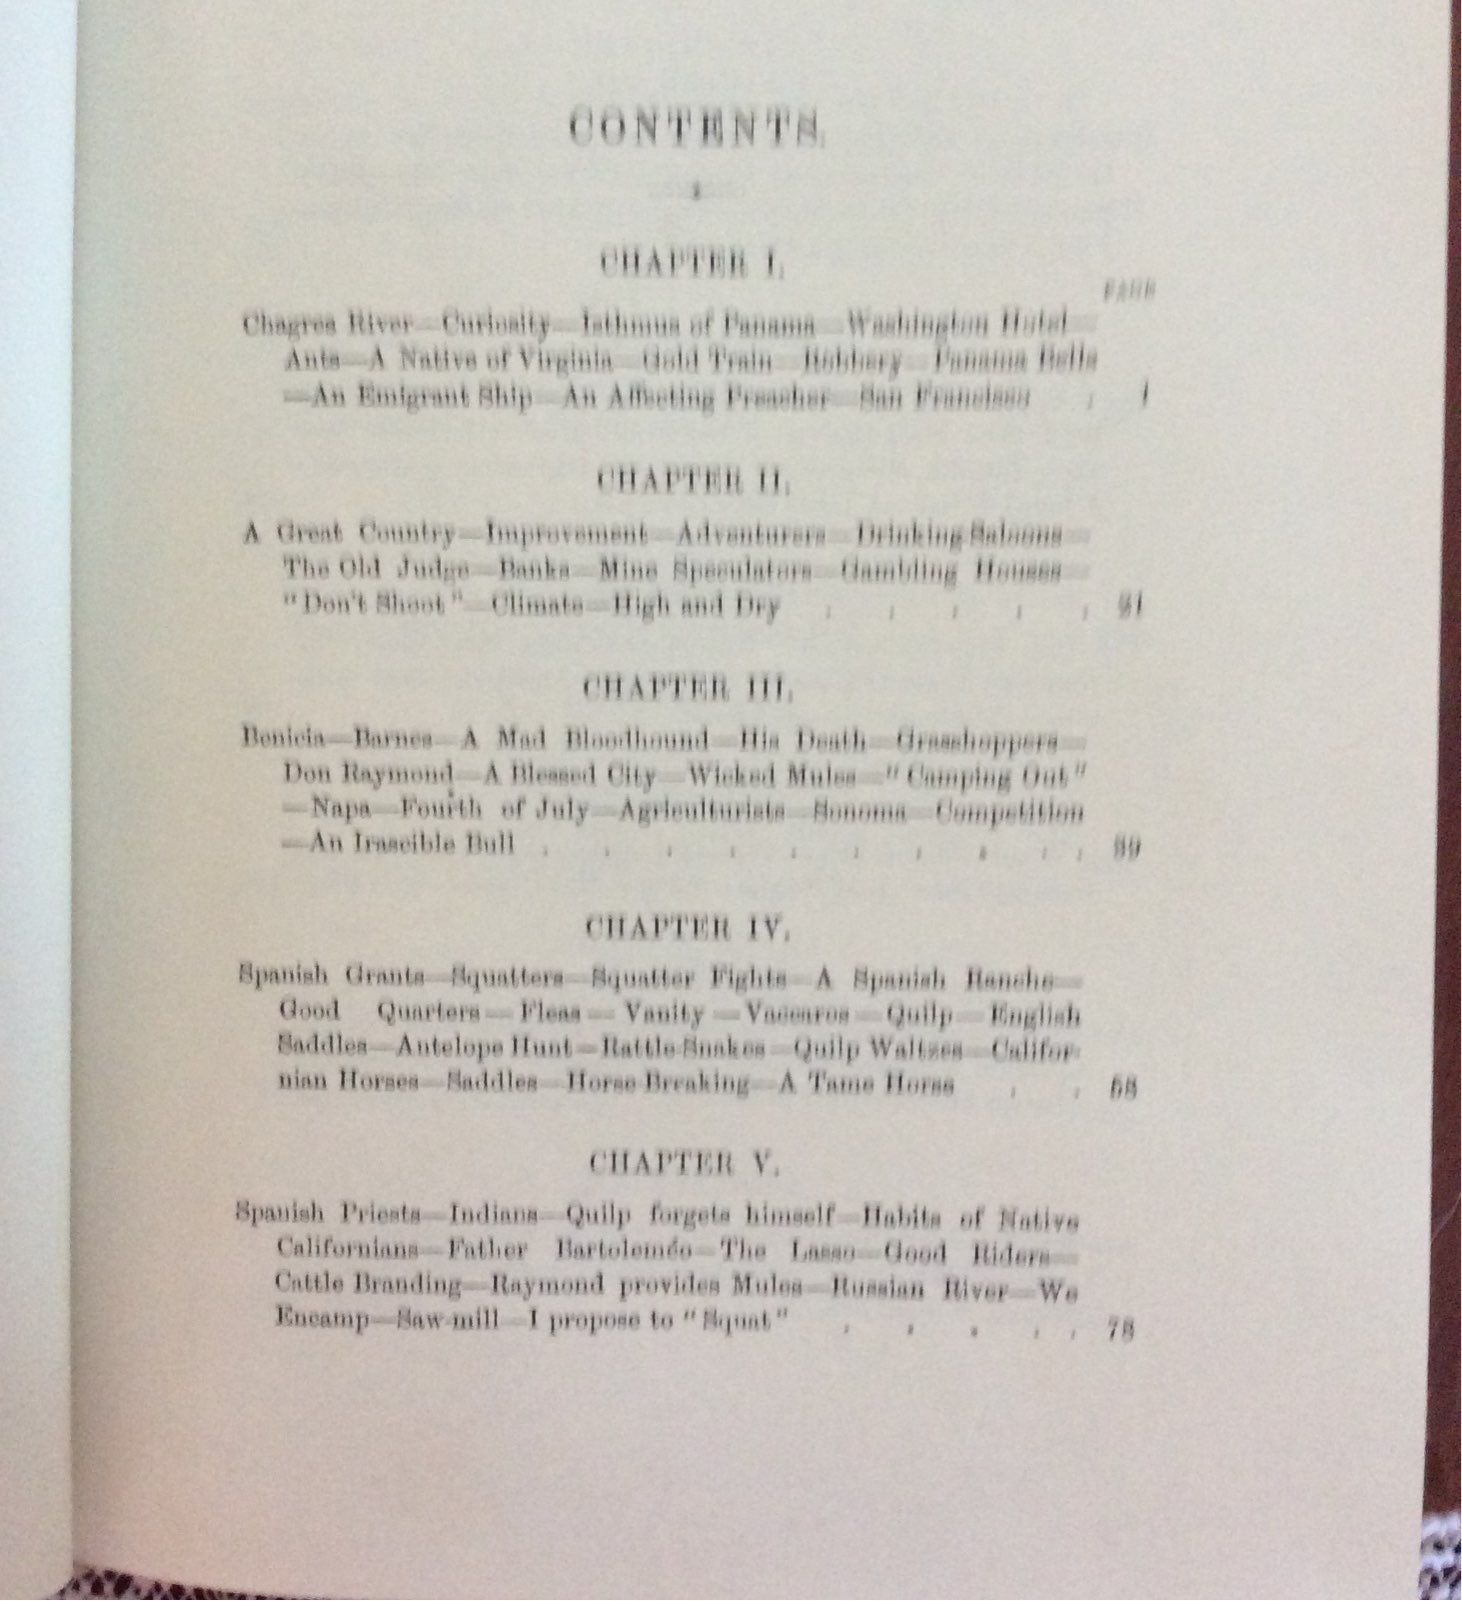 CONTENTS.
CHAPTER I.
PAGE
Chagres River—Curiosity—Isthmus of Panama—Washington Hotel—
Ants—A Native of Virginia—Gold Train—Robbery—Panama Bells
—An Emigrant Ship—An Affecting Preacher—San Francisco . 1
CHAPTER II.
A Great Country—Improvement—Adventurers—Drinking Saloons—
The Old Judge—Banks—Mine Speculators—Gambling Houses—
"Don't Shoot"—Climate—High and Dry . . . . . 21
CHAPTER III.
Benicia—Barnes—A Mad Bloodhound—His Death—Grasshoppers—
Don Raymond—A Blessed City—Wicked Mules—"Camping Out"
—Napa—Fourth of July—Agriculturists—Sonoma—Competition
—An Irascible Bull . . . . . . . . . . 39
CHAPTER IV.
Spanish Grants—Squatters—Squatter Fights—A Spanish Ranche—
Good Quarters—Fleas—Vanity—Vaccaros—Quilp—English
Saddles—Antelope Hunt—Rattle Snakes—Quilp Waltzes—Califor-
nian Horses—Saddles—Horse Breaking—A Tame Horse . . 58
CHAPTER V.
Spanish Priests—Indians—Quilp forgets himself—Habits of Native
Californians—Father Bartoleméo—The Lasso—Good Riders—
Cattle Branding—Raymond provides Mules—Russian River—We
Encamp—Saw-mill—I propose to "Squat" . . . . . 78